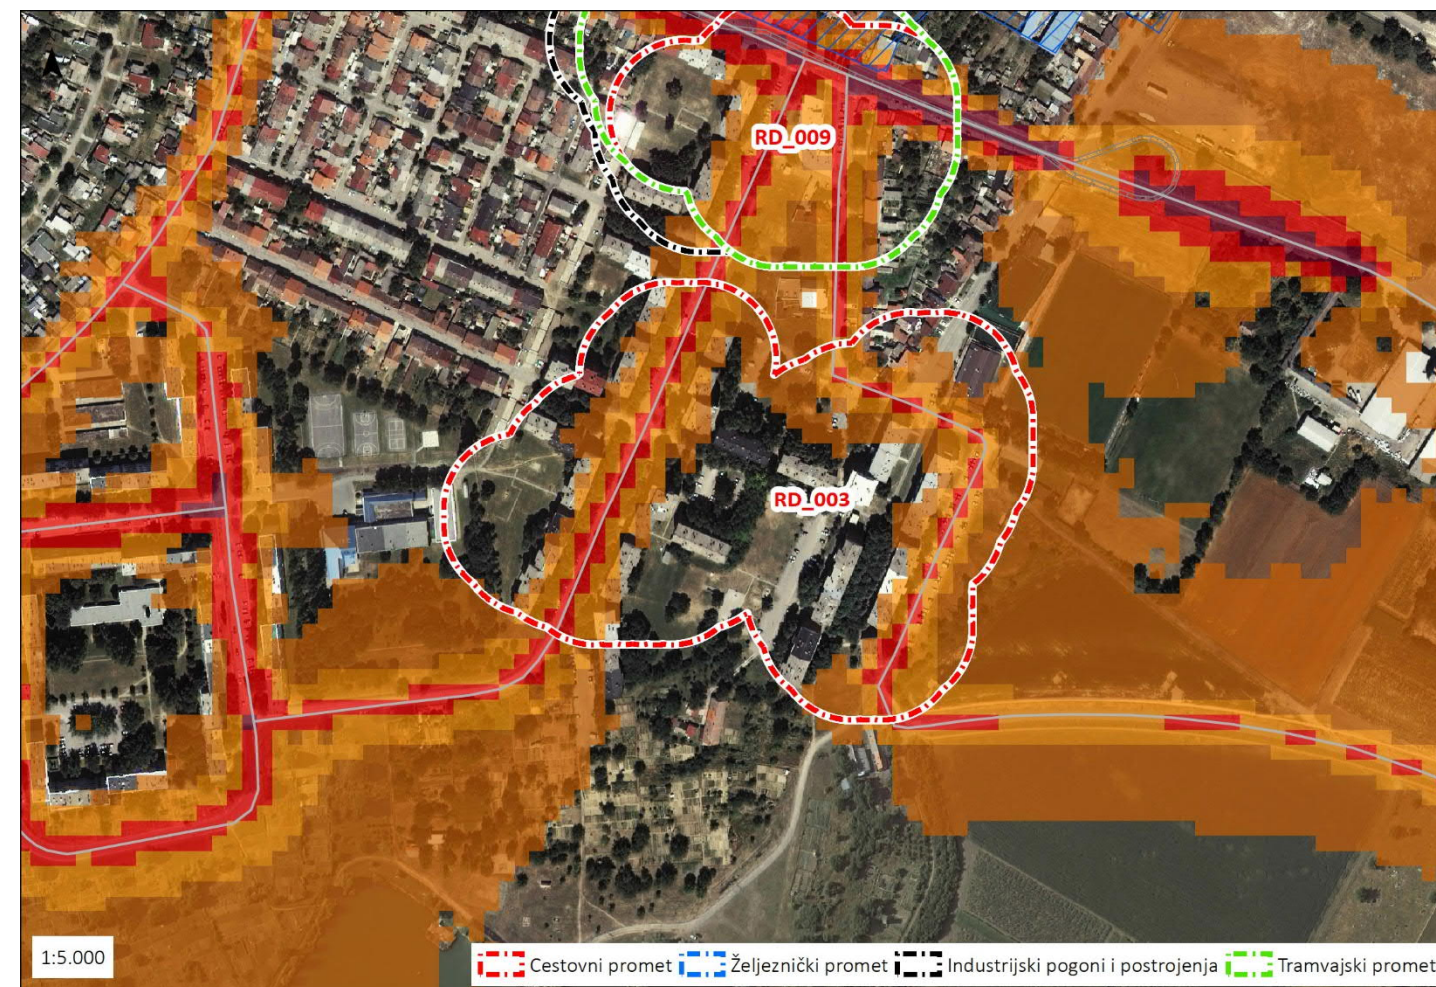 RD_009
RD_003
1:5.000
Cestovni promet
Željeznički promet
Industrijski pogoni i postrojenja
Tramvajski promet